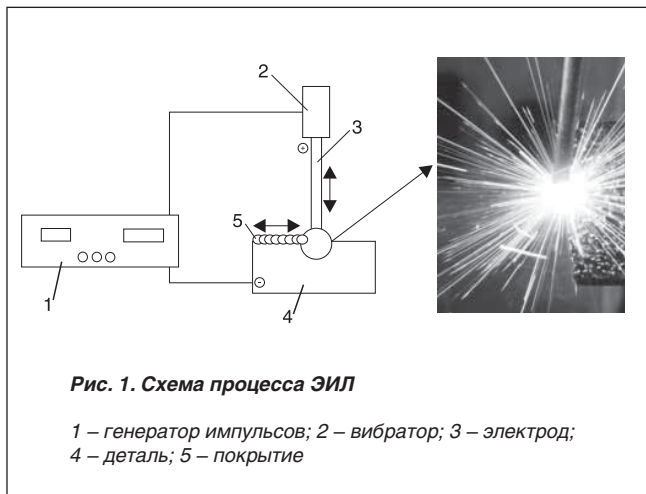 2
3
+
5
1
−
4
Рис. 1. Схема процесса ЭИЛ
1 – генератор импульсов; 2 – вибратор; 3 – электрод;
4 – деталь; 5 – покрытие